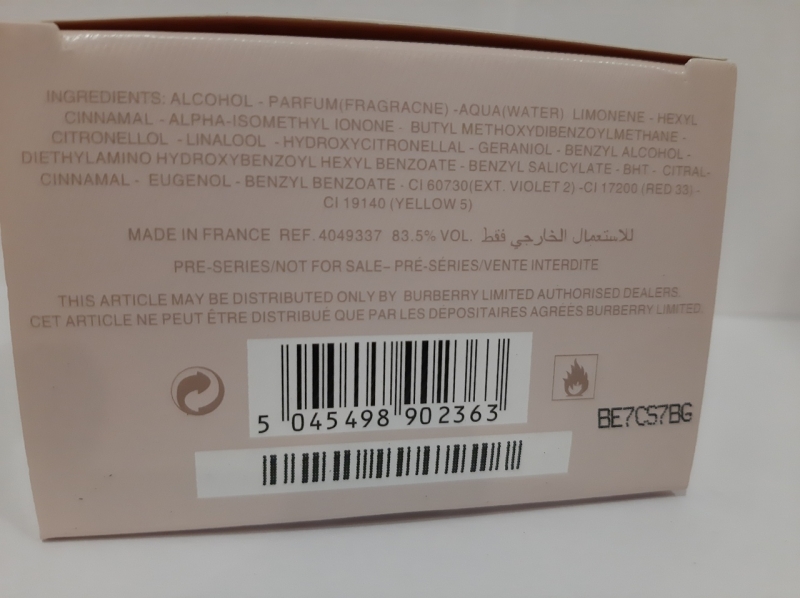 INGREDIENTS: ALCOHOL - PARFUM(FRAGRACNE) -AQUA(WATER) LIMONENE - HEXYL
CINNAMAL - ALPHA-ISOMETHYL IONONE - BUTYL METHOXYDIBENZOYLMETHANE -
CITRONELLOL - LINALOOL - HYDROXYCITRONELLAL - GERANIOL - BENZYL ALCOHOL -
DIETHYLAMINO HYDROXYBENZOYL HEXYL BENZOATE - BENZYL SALICYLATE - BHT - CITRAL-
CINNAMAL - EUGENOL - BENZYL BENZOATE - CI 60730(EXT. VIOLET 2) -CI 17200 (RED 33) -
CI 19140 (YELLOW 5)
MADE IN FRANCE REF. 4049337 83.5% VOL. للاستعمال الخارجي فقط
PRE-SERIES/NOT FOR SALE– PRÉ-SÉRIES/VENTE INTERDITE
THIS ARTICLE MAY BE DISTRIBUTED ONLY BY BURBERRY LIMITED AUTHORISED DEALERS.
CET ARTICLE NE PEUT ÊTRE DISTRIBUÉ QUE PAR LES DEPOSITAIRES AGREÉS BURBERRY LIMITED.
5 045498 902363
BE7CS7BG